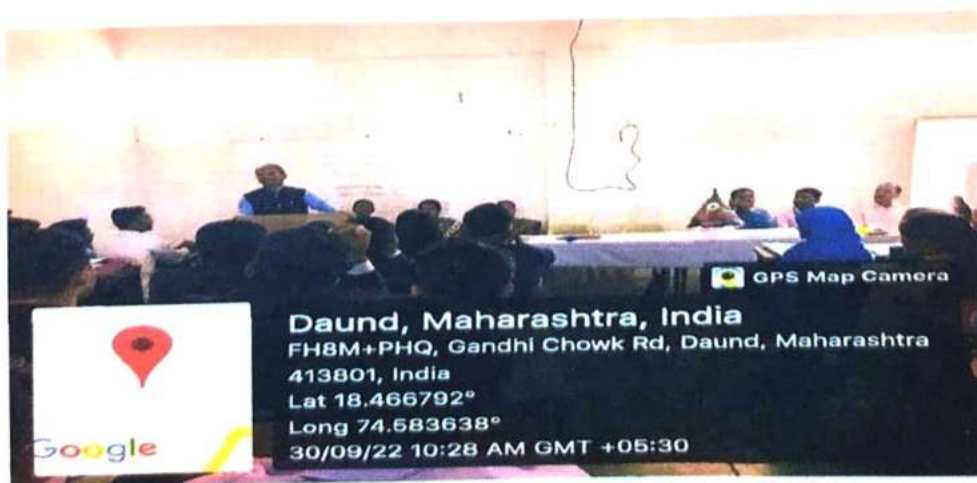 GPS Map Camera
Daund, Maharashtra, India
FH8M+PHQ, Gandhi Chowk Rd, Daund, Maharashtra
413801, India
Lat 18.466792°
Long 74.583638°
30/09/22 10:28 AM GMT +05:30
Google